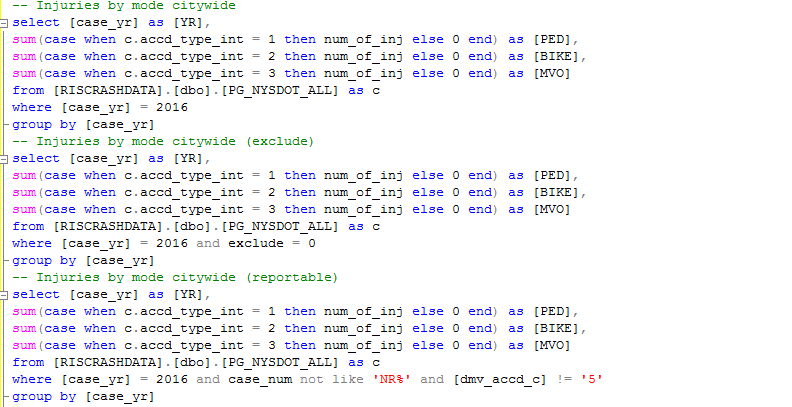 -- Injuries by mode citywide
select [case_yr] as [YR],
sum(case when c.accd_type_int = 1 then num_of_inj else 0 end) as [PED],
sum(case when c.accd_type_int = 2 then num_of_inj else 0 end) as [BIKE],
sum(case when c.accd_type_int = 3 then num_of_inj else 0 end) as [MVO]
from [RISCRASHDATA].[dbo].[PG_NYSDOT_ALL] as c
where [case_yr] = 2016
group by [case_yr]
-- Injuries by mode citywide (exclude)
select [case_yr] as [YR],
sum(case when c.accd_type_int = 1 then num_of_inj else 0 end) as [PED],
sum(case when c.accd_type_int = 2 then num_of_inj else 0 end) as [BIKE],
sum(case when c.accd_type_int = 3 then num_of_inj else 0 end) as [MVO]
from [RISCRASHDATA].[dbo].[PG_NYSDOT_ALL] as c
where [case_yr] = 2016 and exclude = 0
group by [case_yr]
-- Injuries by mode citywide (reportable)
select [case_yr] as [YR],
sum(case when c.accd_type_int = 1 then num_of_inj else 0 end) as [PED],
sum(case when c.accd_type_int = 2 then num_of_inj else 0 end) as [BIKE],
sum(case when c.accd_type_int = 3 then num_of_inj else 0 end) as [MVO]
from [RISCRASHDATA].[dbo].[PG_NYSDOT_ALL] as c
where [case_yr] = 2016 and case_num not like 'NR%' and [dmv_accd_c] != '5'
group by [case_yr]